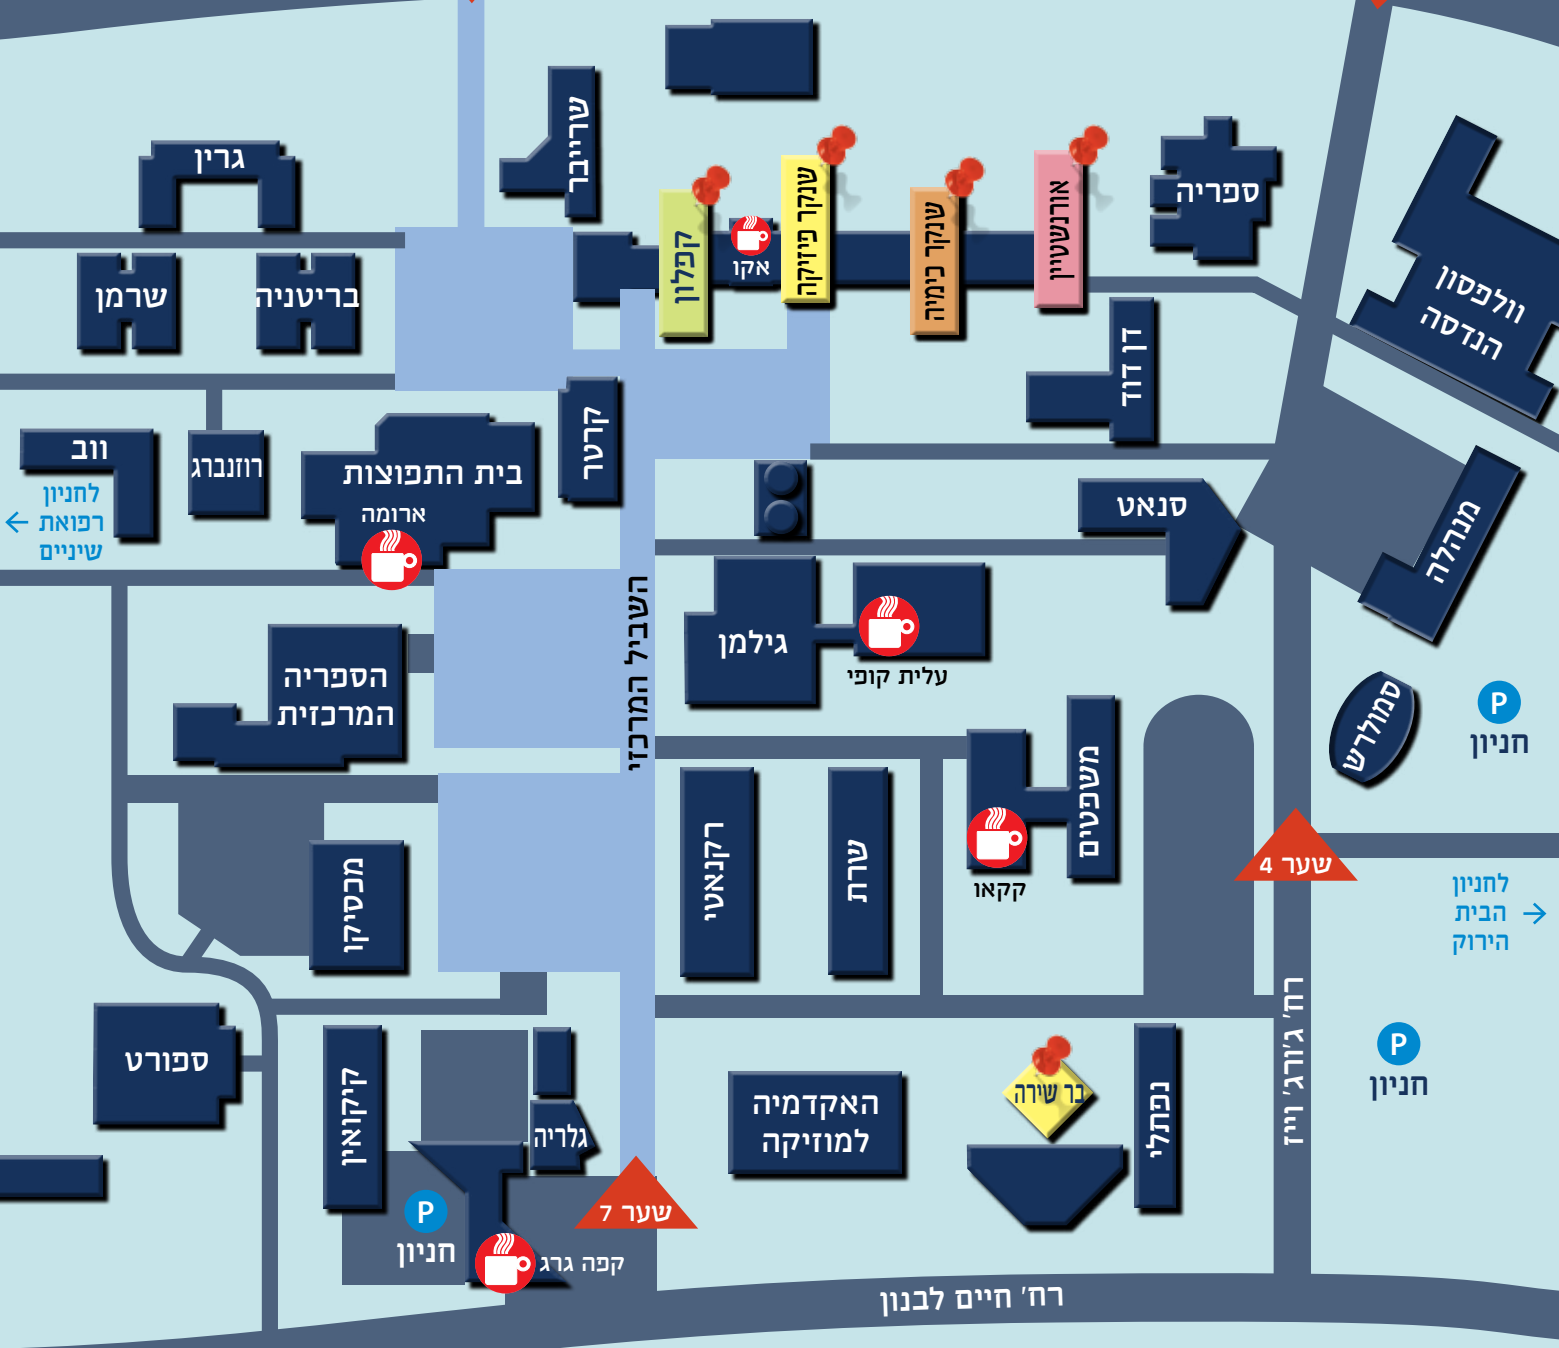 שרייבר
גרין
קפלון
אקו
שנקר פיזיקה
שנקר כימיה
אורנשטיין
ספריה
וולפסון
הנדסה
שרמן
בריטניה
דן דוד
ווב
רוזנברג
בית התפוצות
ארומה
קרטר
לחניון
רפואת
שיניים
סנאט
מנהלה
השביל המרכזי
גילמן
עלית קופי
הספריה
המרכזית
סמולרש
P
חניון
משפטים
קקאו
רקנאטי
שרת
מכסיקו
שער 4
לחניון
הבית
הירוק
רח' ג'ורג' וייז
ספורט
קיקואין
גלריה
האקדמיה
למוזיקה
בר שירה
נפתלי
P
חניון
P
חניון
שער 7
קפה גרג
רח' חיים לבנון